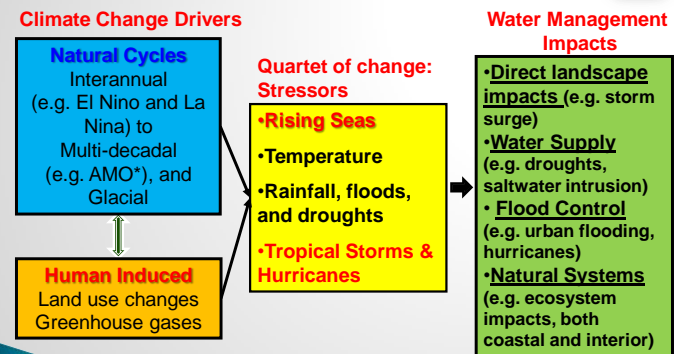 Climate Change Drivers
Natural Cycles
Interannual
(e.g. El Nino and La
Nina) to
Multi-decadal
(e.g. AMO*), and
Glacial
Human Induced
Land use changes
Greenhouse gases
Quartet of change:
Stressors
•Rising Seas
•Temperature
•Rainfall, floods,
and droughts
•Tropical Storms &
Hurricanes
Water Management
Impacts
•Direct landscape
impacts (e.g. storm
surge)
•Water Supply
(e.g. droughts,
saltwater intrusion)
• Flood Control
(e.g. urban flooding,
hurricanes)
•Natural Systems
(e.g. ecosystem
impacts, both
coastal and interior)